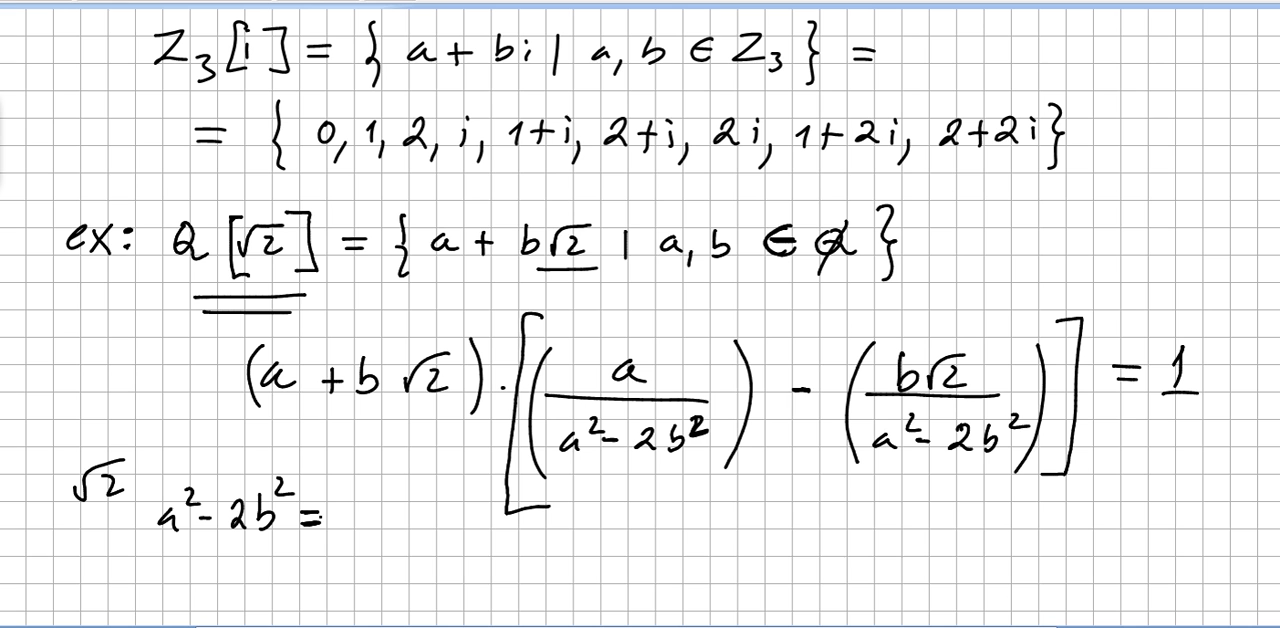 Z₃[i] = { a + bi | a, b ∈ Z₃ } =
= { 0, 1, 2, i, 1+i, 2+i, 2i, 1+2i, 2+2i}
ex: Q [√2] = { a + b√2 | a, b ∈ Q }
(a + b √2) · [(a / (a² - 2b²)) - (b√2 / (a² - 2b²))] = 1
√2 a² - 2b² =